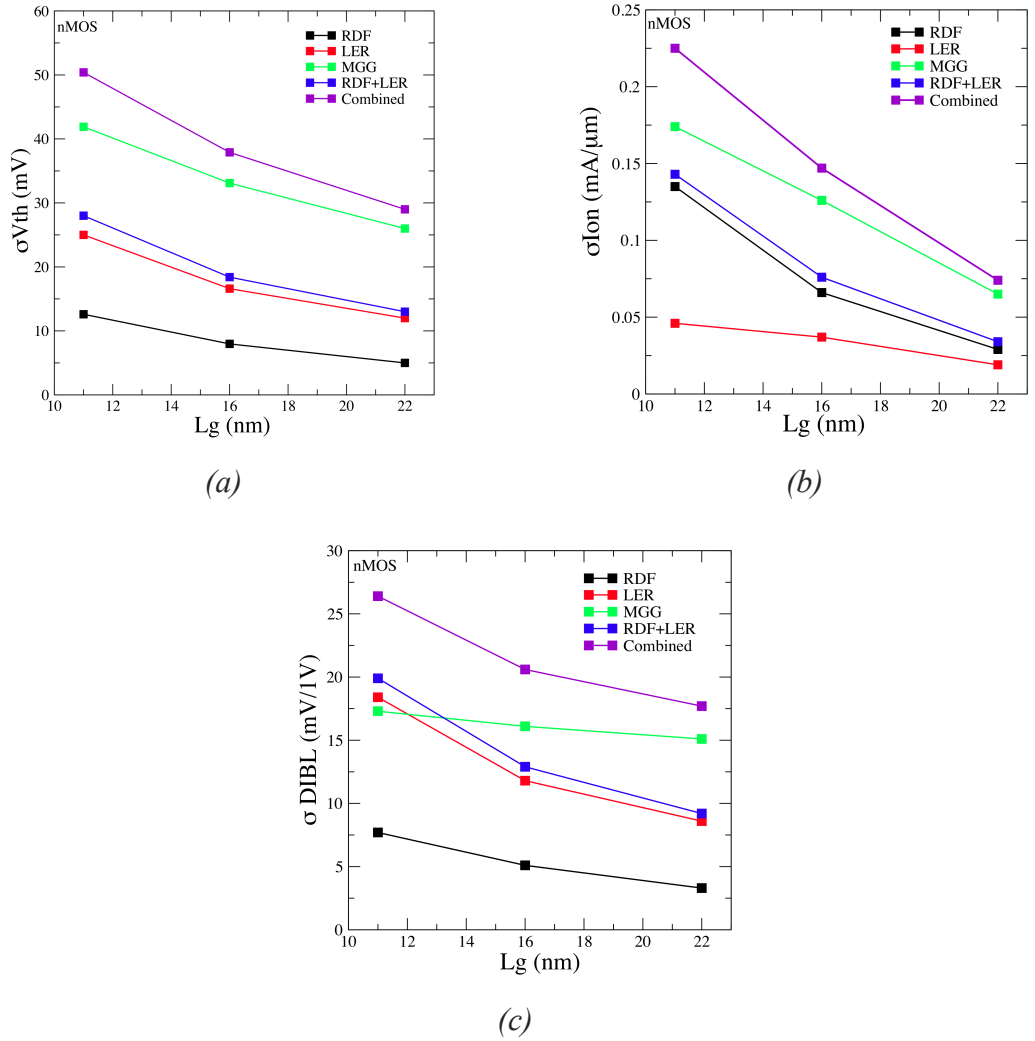 nMOS
RDF
LER
MGG
RDF+LER
Combined
60
50
40
30
20
10
0
σVth (mV)
10 12 14 16 18 20 22
Lg (nm)
(a)
nMOS
RDF
LER
MGG
RDF+LER
Combined
0.25
0.2
0.15
0.1
0.05
0
σIon (mA/μm)
10 12 14 16 18 20 22
Lg (nm)
(b)
nMOS
RDF
LER
MGG
RDF+LER
Combined
30
25
20
15
10
5
0
σ DIBL (mV/1V)
10 12 14 16 18 20 22
Lg (nm)
(c)